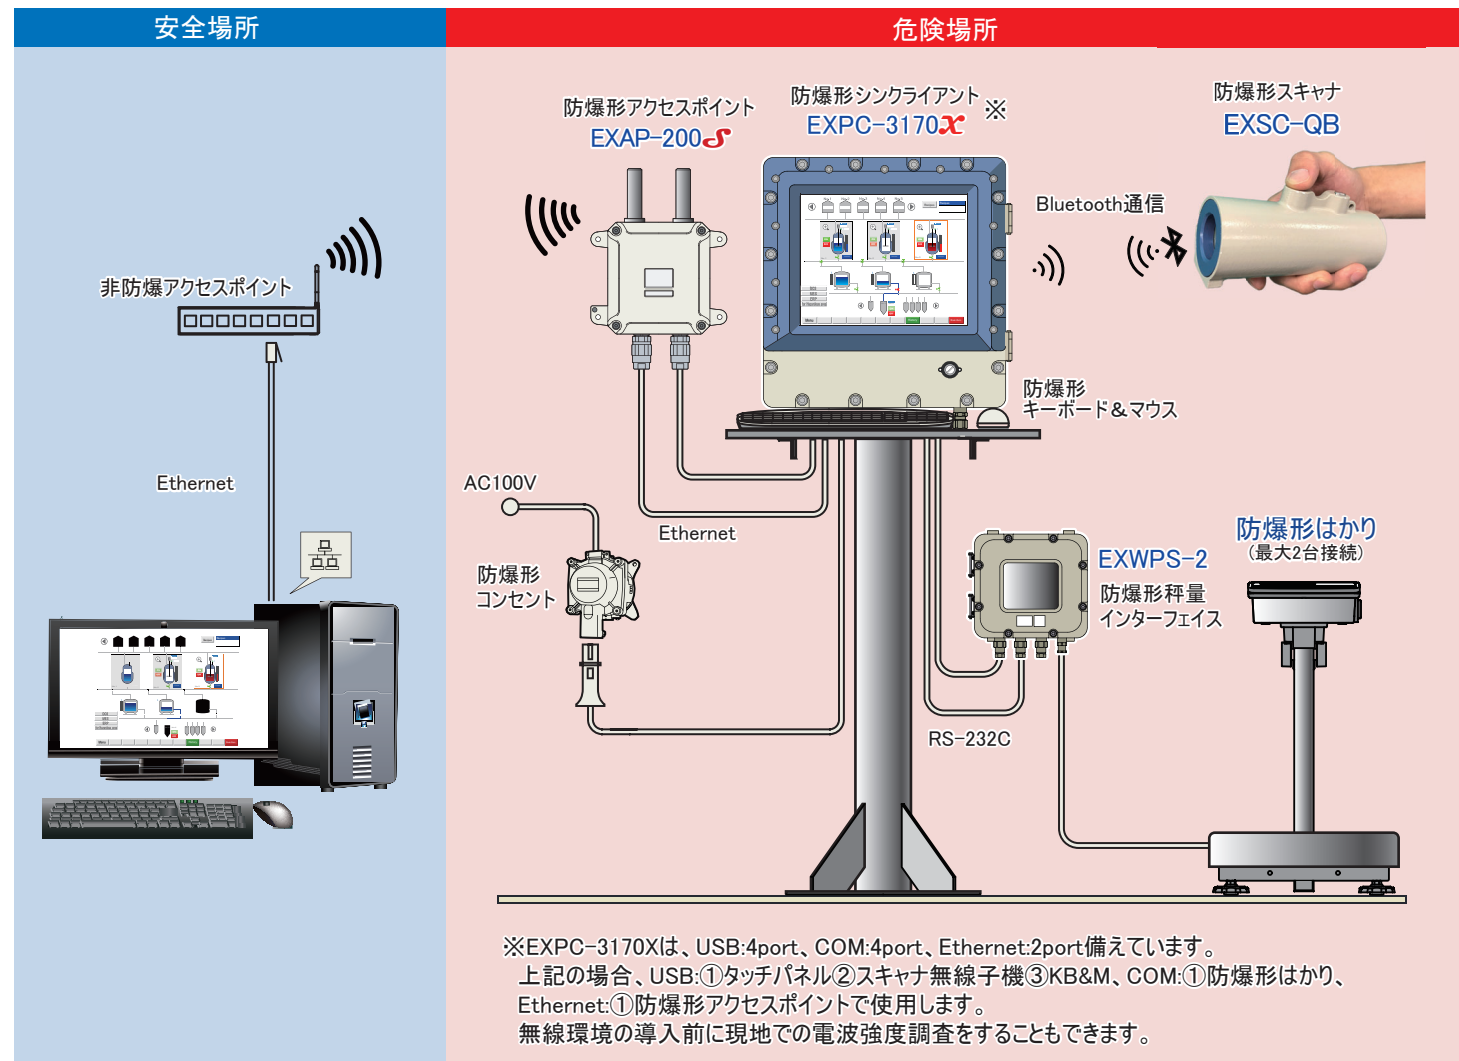 安全場所
危険場所
防爆形アクセスポイント
EXAP-200S
防爆形シンクライアント ※
EXPC-3170X
防爆形スキャナ
EXSC-QB
Bluetooth通信
非防爆アクセスポイント
防爆形
キーボード&マウス
Ethernet
AC100V
Ethernet
防爆形
コンセント
EXWPS-2
防爆形秤量
インターフェイス
防爆形はかり
(最大2台接続)
RS-232C
※EXPC-3170Xは、USB:4port、COM:4port、Ethernet:2port備えています。
上記の場合、USB:①タッチパネル②スキャナ無線子機③KB&M、COM:①防爆形はかり、
Ethernet:①防爆形アクセスポイントで使用します。
無線環境の導入前に現地での電波強度調査をすることもできます。